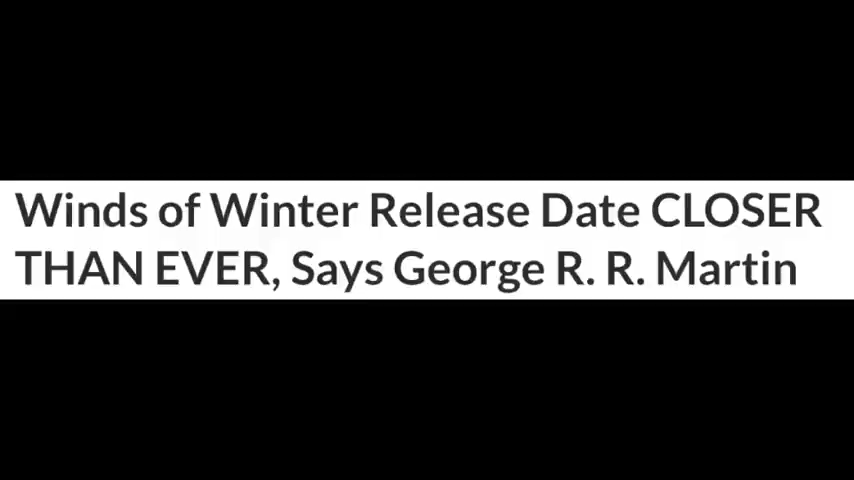 Winds of Winter Release Date CLOSER
THAN EVER, Says George R. R. Martin